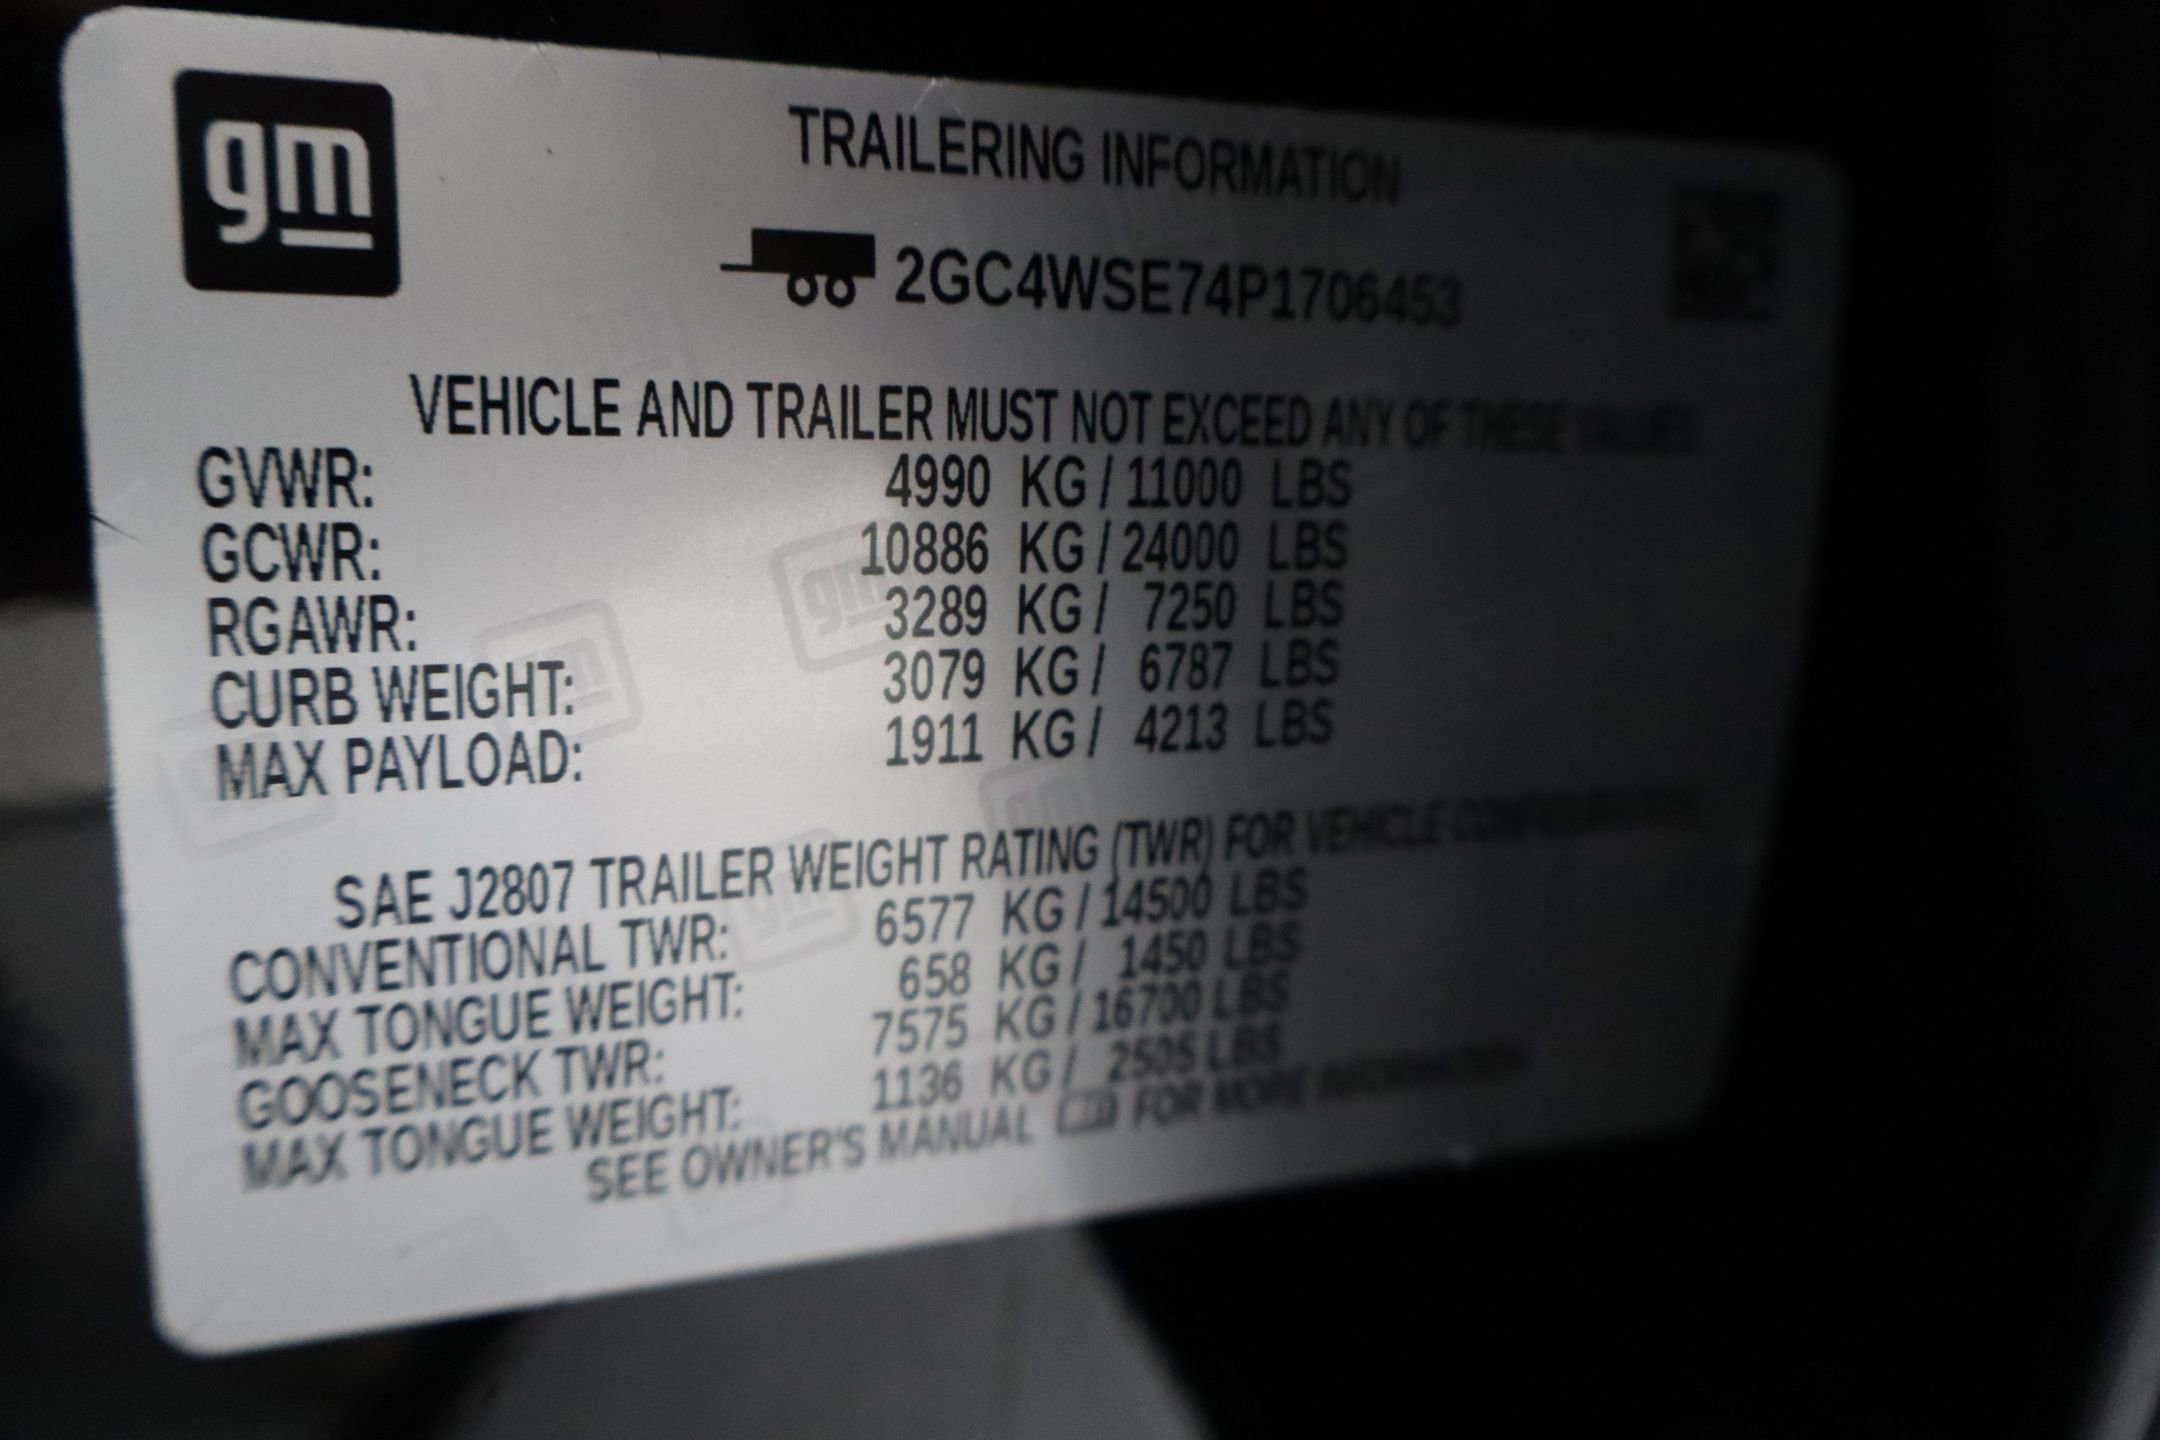 gm
TRAILERING INFORMATION
2GC4WSE74P1706453
VEHICLE AND TRAILER MUST NOT EXCEED ANY OF THESE VALUES
GVWR: 4990 KG / 11000 LBS
GCWR: 10886 KG / 24000 LBS
RGAWR: 3289 KG / 7250 LBS
CURB WEIGHT: 3079 KG / 6787 LBS
MAX PAYLOAD: 1911 KG / 4213 LBS
SAE J2807 TRAILER WEIGHT RATING (TWR) FOR VEHICLE CONFIGURATION
CONVENTIONAL TWR: 6577 KG / 14500 LBS
MAX TONGUE WEIGHT: 658 KG / 1450 LBS
GOOSENECK TWR: 7575 KG / 16700 LBS
MAX TONGUE WEIGHT: 1136 KG / 2505 LBS
SEE OWNER'S MANUAL FOR MORE INFORMATION